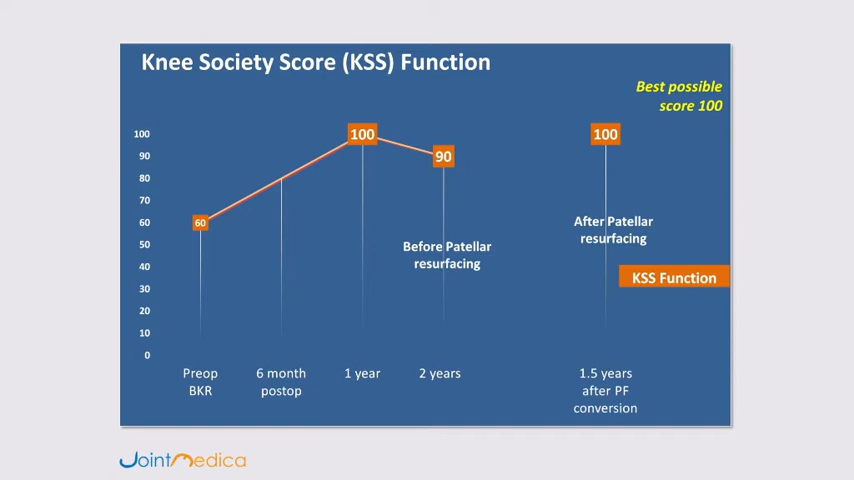 Knee Society Score (KSS) Function
Best possible
score 100
100
90
80
70
60
50
40
30
20
10
0
60
100
90
100
Before Patellar
resurfacing
After Patellar
resurfacing
KSS Function
Preop
BKR
6 month
postop
1 year
2 years
1.5 years
after PF
conversion
JointMedica